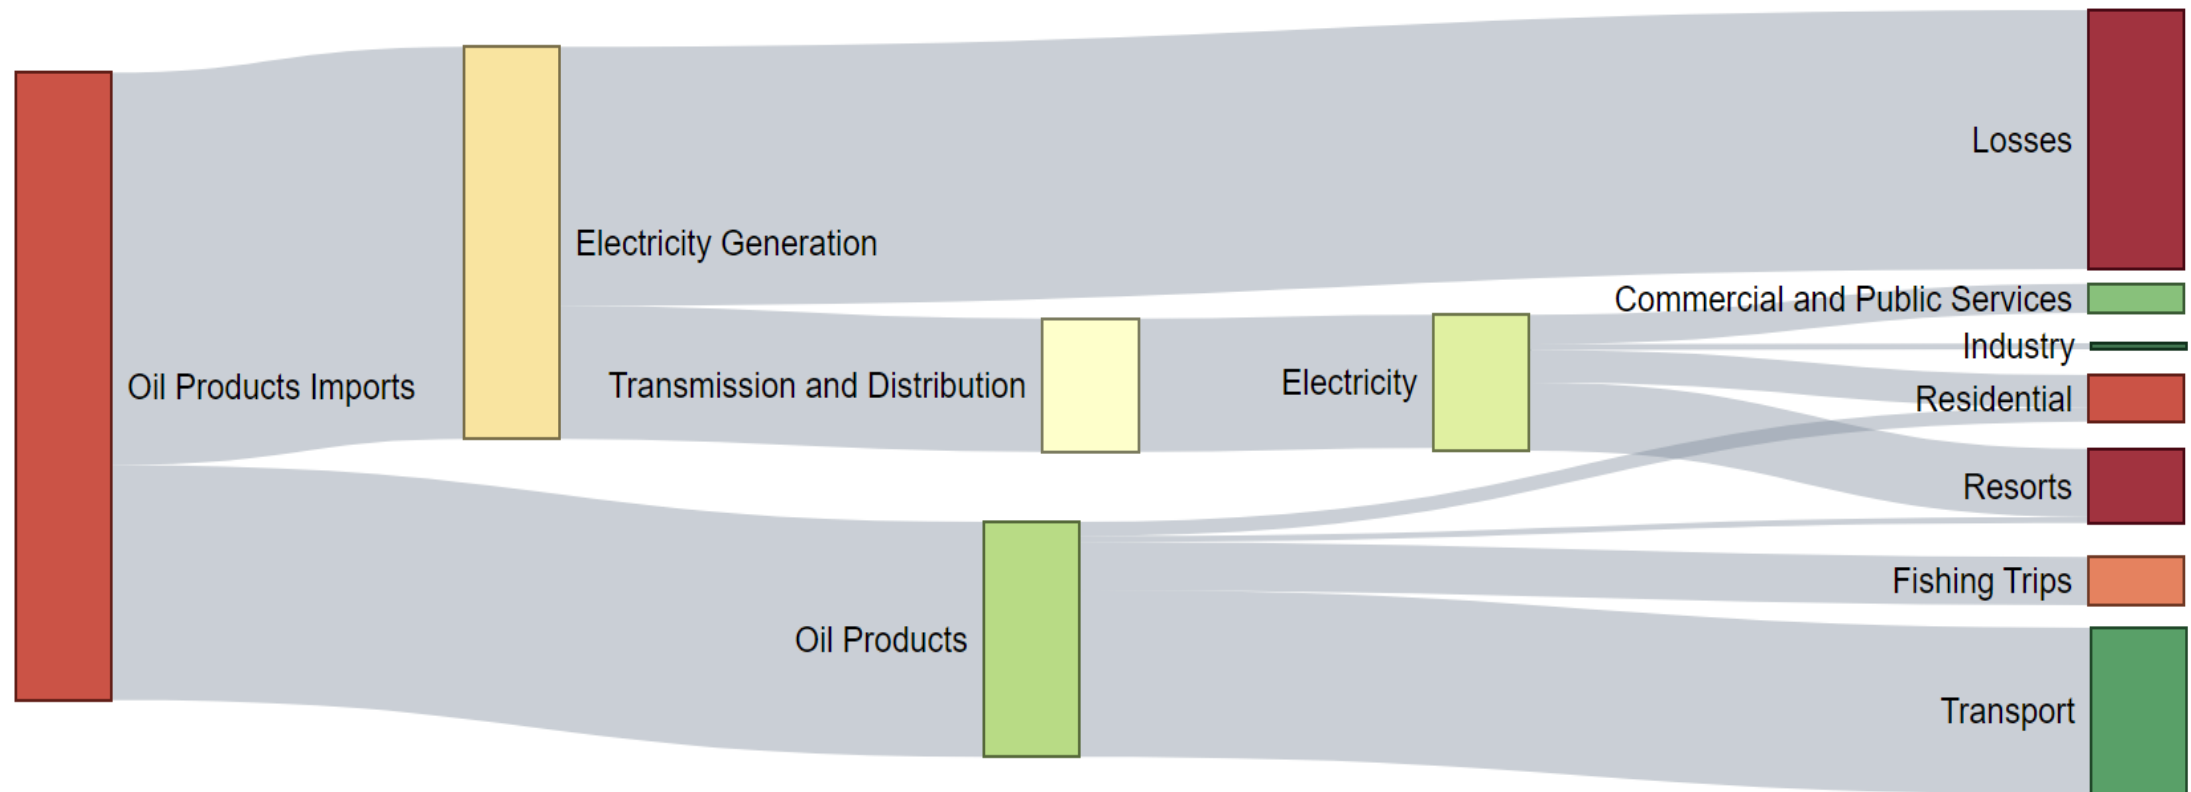 Losses
Electricity Generation
Commercial and Public Services
Industry
Oil Products Imports
Transmission and Distribution
Electricity
Residential
Resorts
Fishing Trips
Oil Products
Transport